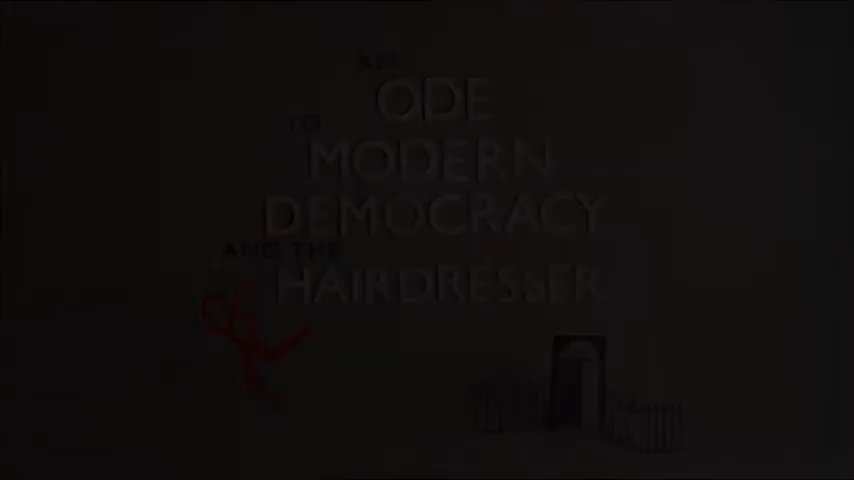 AN
ODE
TO
MODERN
DEMOCRACY
AND THE
HAIRDRESSER